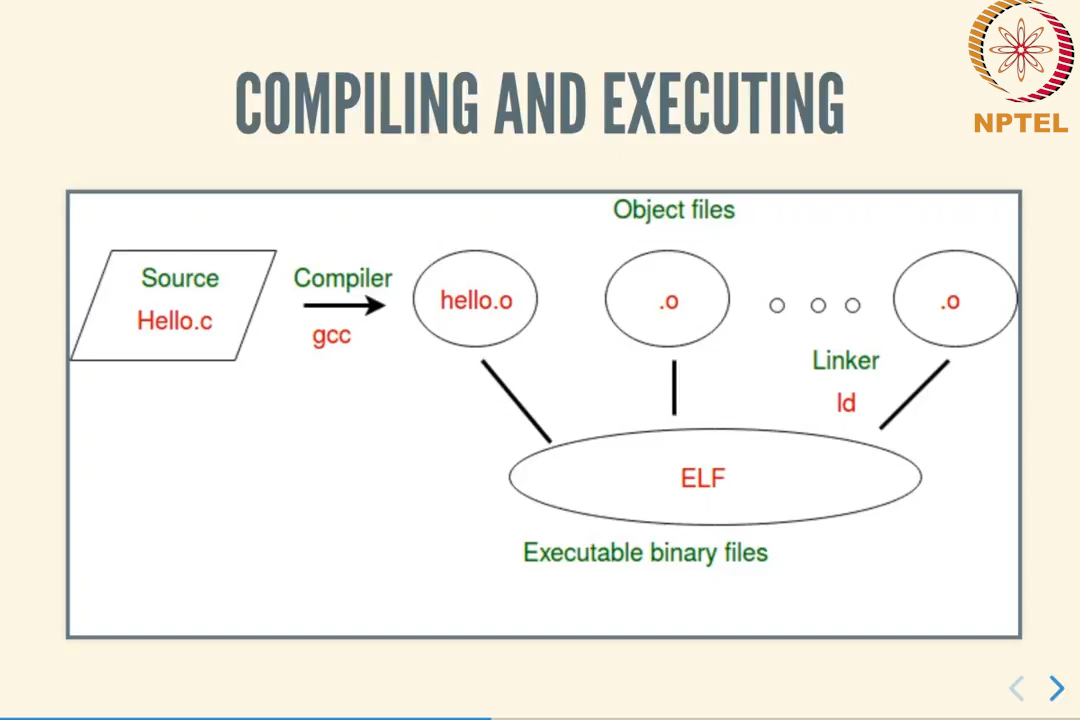 NPTEL
COMPILING AND EXECUTING
Object files
Source
Hello.c
Compiler
gcc
hello.o
.o
.o
Linker
ld
ELF
Executable binary files